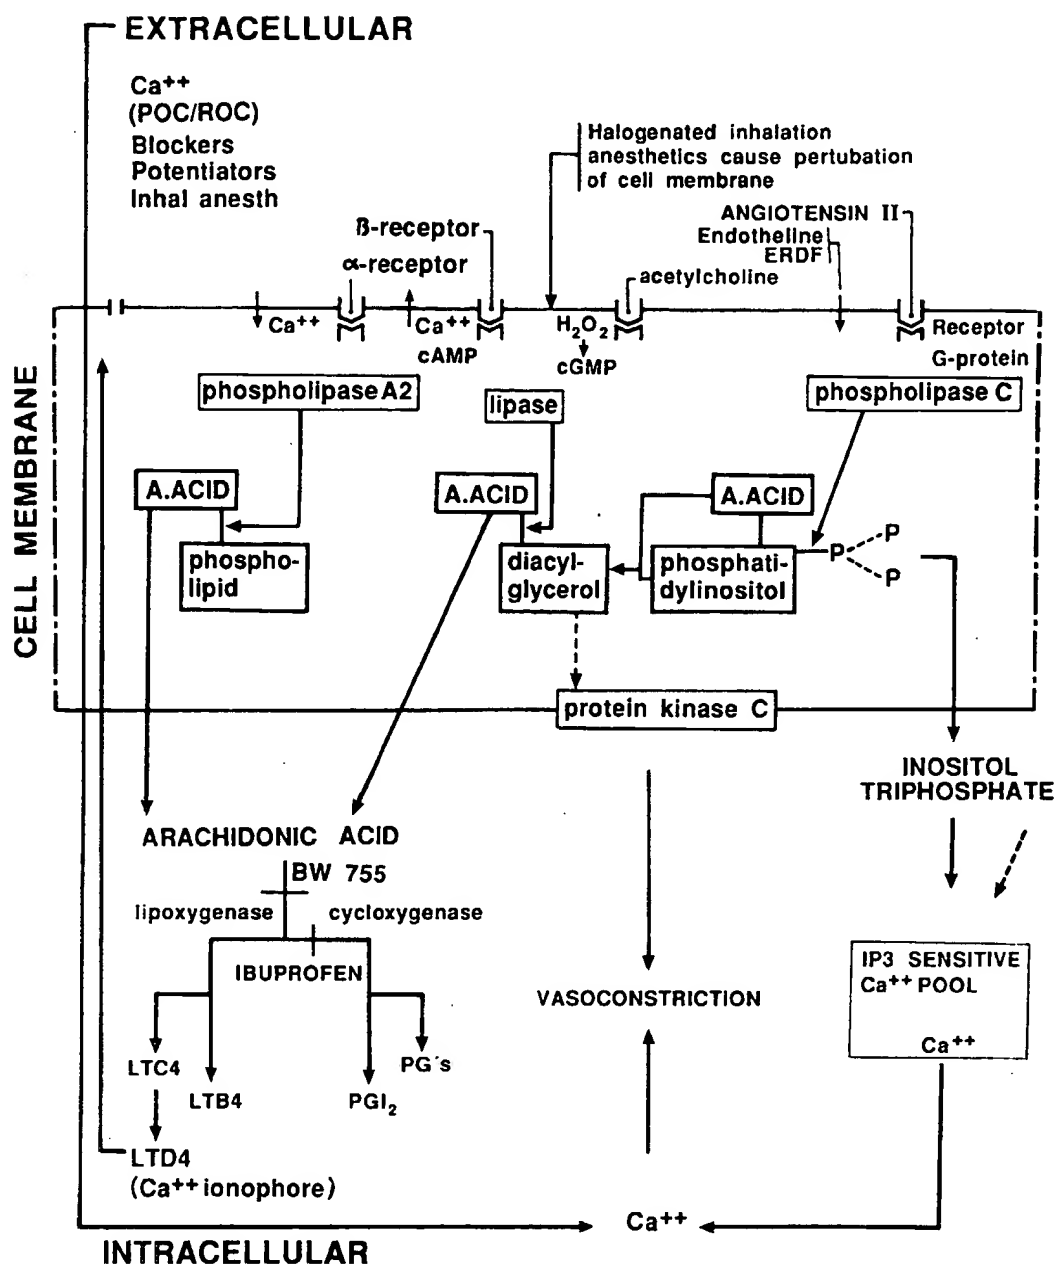 EXTRACELLULAR
Ca++
(POC/ROC)
Blockers
Potentiators
Inhal anesth
Halogenated inhalation
anesthetics cause pertubation
of cell membrane
ß-receptor
α-receptor
ANGIOTENSIN II
Endotheline
ERDF
acetylcholine
Ca++
Ca++
cAMP
H2O2
cGMP
Receptor
G-protein
CELL MEMBRANE
phospholipase A2
lipase
phospholipase C
A.ACID
A.ACID
A.ACID
phospho-
lipid
diacyl-
glycerol
phosphati-
dylinositol
P
P
P
protein kinase C
INOSITOL
TRIPHOSPHATE
ARACHIDONIC ACID
BW 755
lipoxygenase
cycloxygenase
IBUPROFEN
VASOCONSTRICTION
IP3 SENSITIVE
Ca++ POOL
Ca++
LTC4
LTB4
PGI2
PG´s
LTD4
(Ca++ ionophore)
Ca++
INTRACELLULAR